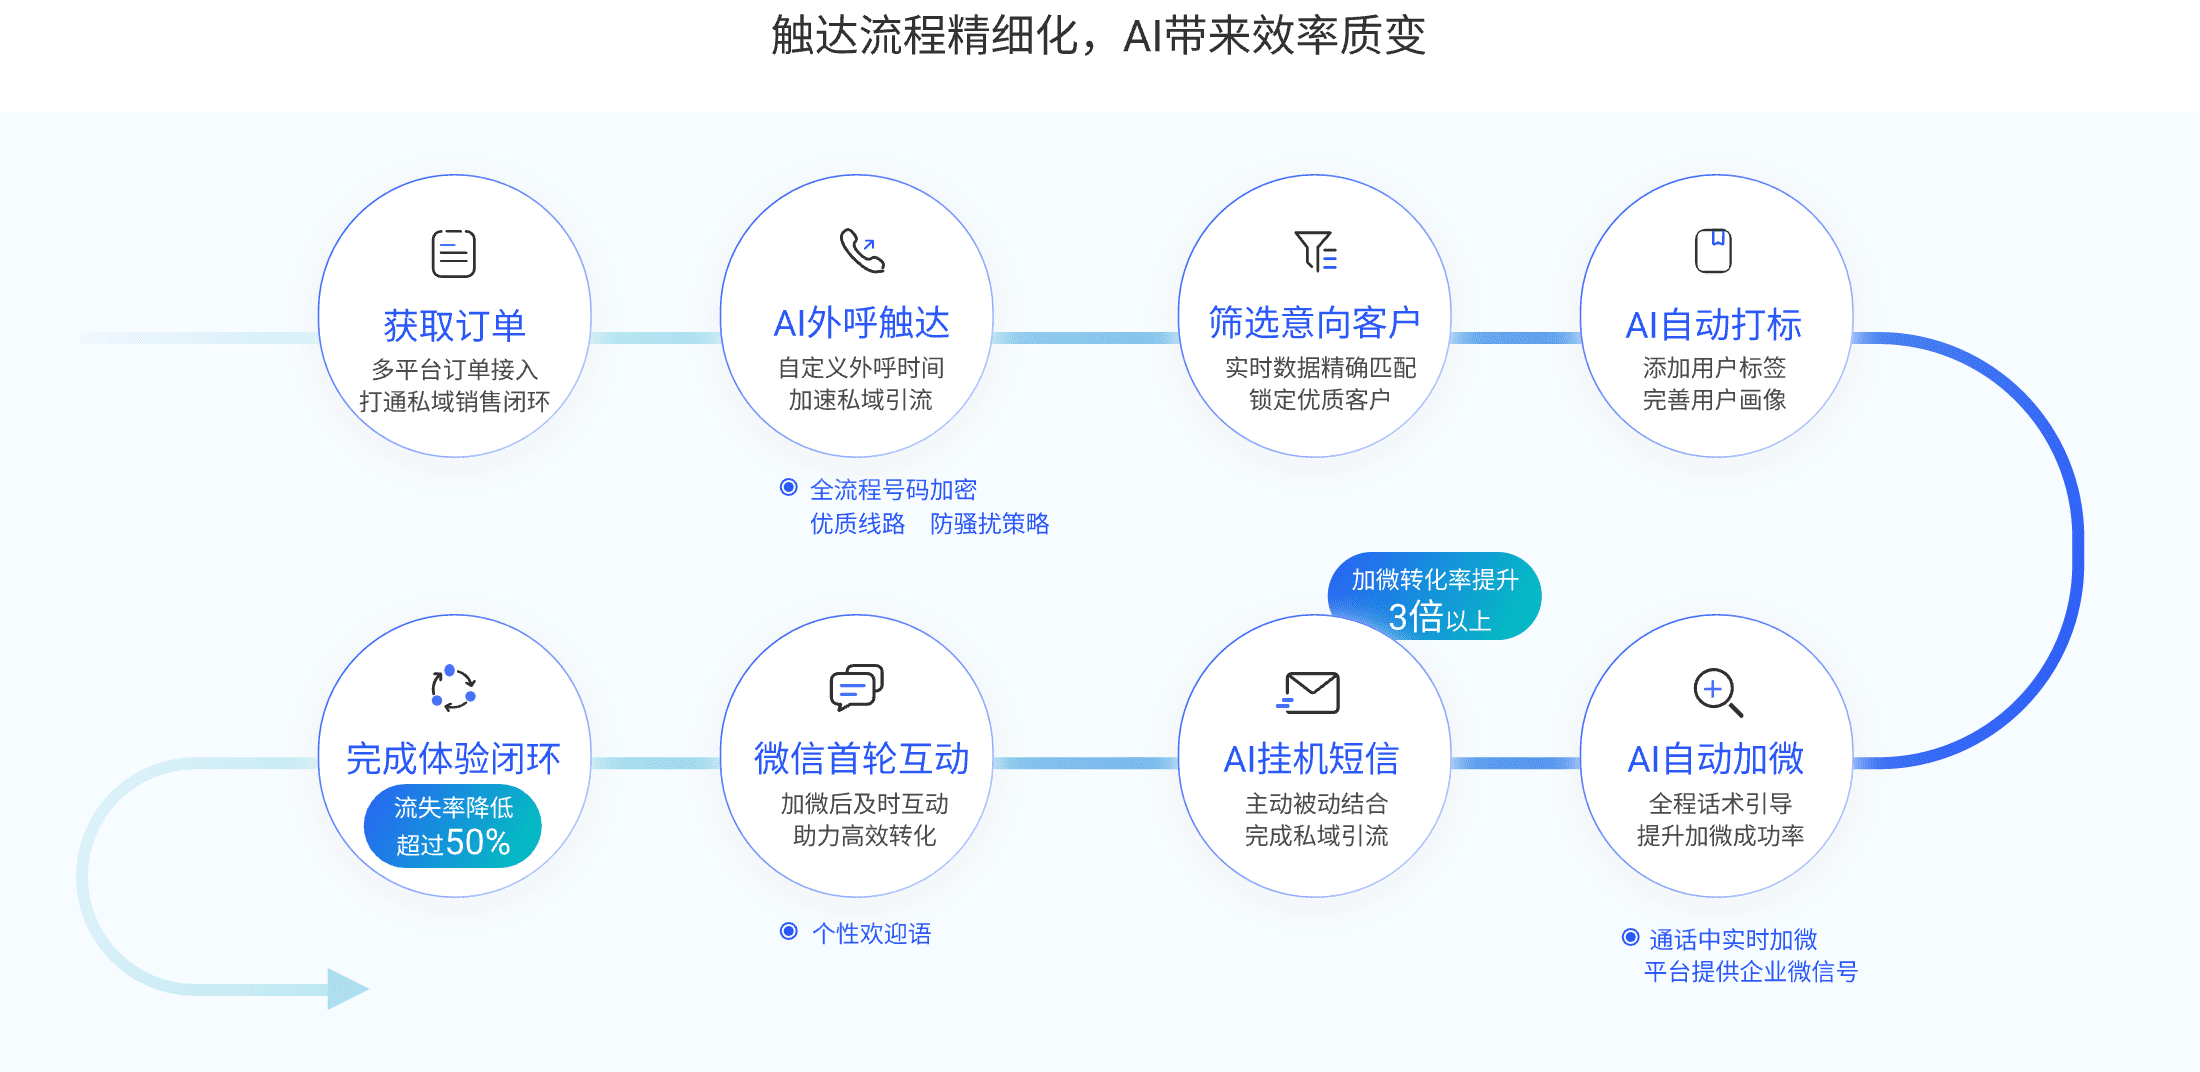 触达流程精细化，AI带来效率质变
获取订单
多平台订单接入
打通私域销售闭环
AI外呼触达
自定义外呼时间
加速私域引流
全流程号码加密
优质线路 防骚扰策略
筛选意向客户
实时数据精确匹配
锁定优质客户
AI自动打标
添加用户标签
完善用户画像
AI自动加微
全程话术引导
提升加微成功率
通话中实时加微
平台提供企业微信号
加微转化率提升
3倍以上
AI挂机短信
主动被动结合
完成私域引流
微信首轮互动
加微后及时互动
助力高效转化
个性欢迎语
完成体验闭环
流失率降低
超过50%